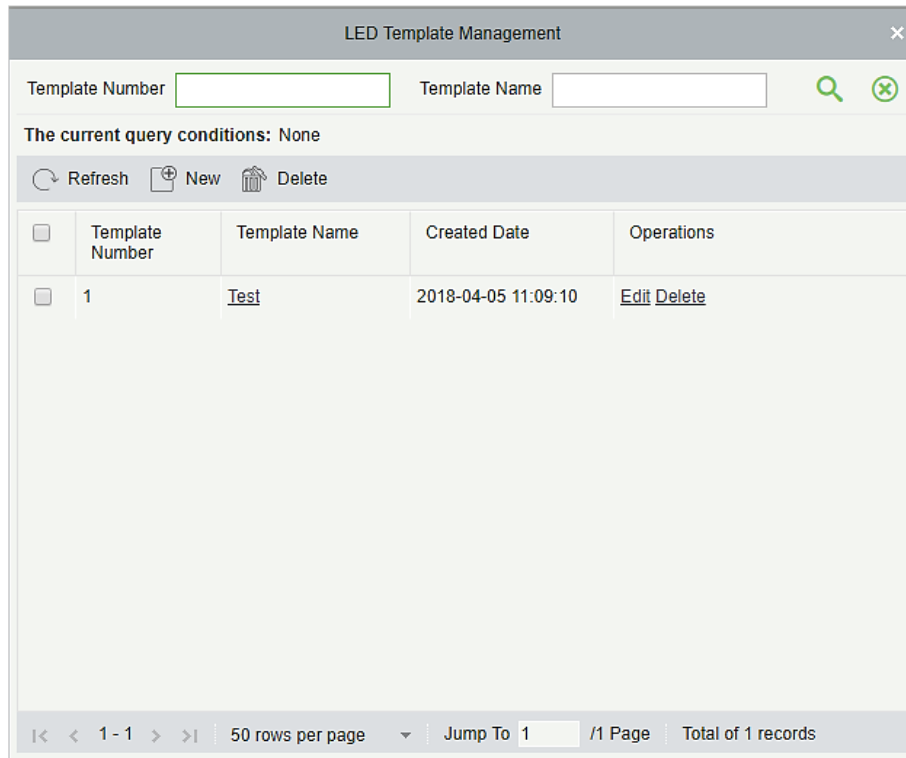 LED Template Management
Template Number Template Name
The current query conditions: None
Refresh New Delete
Template Number Template Name Created Date Operations
1 Test 2018-04-05 11:09:10 Edit Delete
1 - 1 50 rows per page Jump To 1 /1 Page Total of 1 records